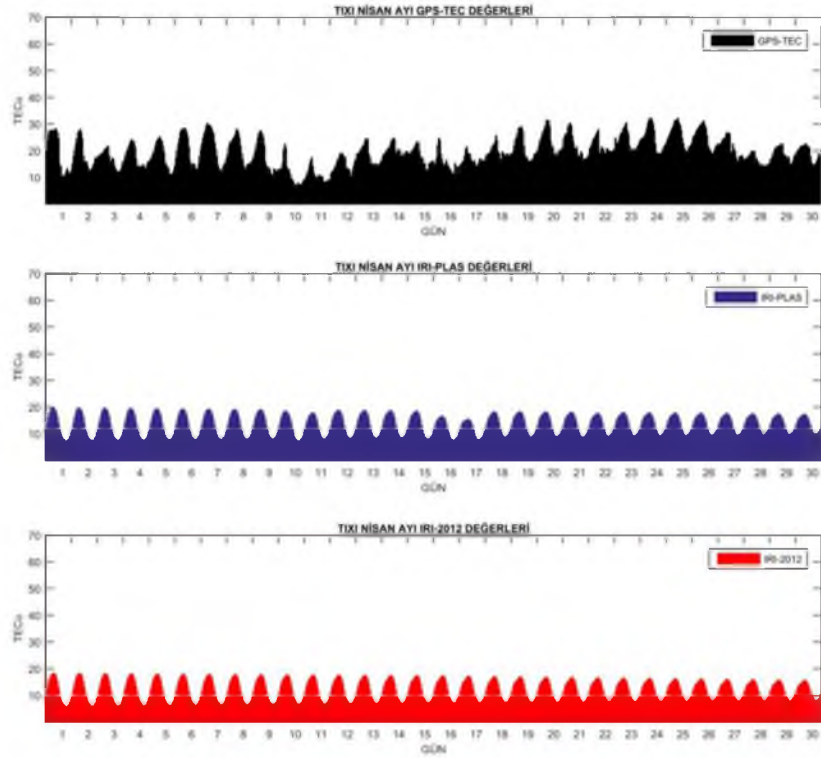 TIXI NİSAN AYI GPS-TEC DEĞERLERİ
70
60
50
40
30
20
10
TECu
GPS-TEC
1 2 3 4 5 6 7 8 9 10 11 12 13 14 15 16 17 18 19 20 21 22 23 24 25 26 27 28 29 30
GÜN
TIXI NİSAN AYI IRI-PLAS DEĞERLERİ
70
60
50
40
30
20
10
TECu
IRI-PLAS
1 2 3 4 5 6 7 8 9 10 11 12 13 14 15 16 17 18 19 20 21 22 23 24 25 26 27 28 29 30
GÜN
TIXI NİSAN AYI IRI-2012 DEĞERLERİ
70
60
50
40
30
20
10
TECu
IRI-2012
1 2 3 4 5 6 7 8 9 10 11 12 13 14 15 16 17 18 19 20 21 22 23 24 25 26 27 28 29 30
GÜN